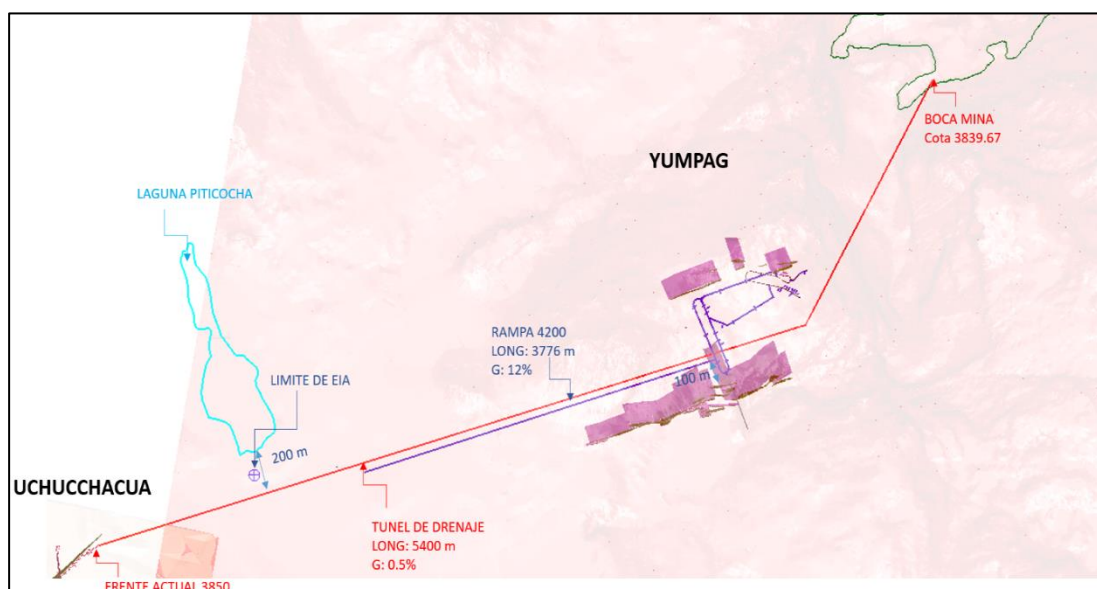 BOCA MINA
Cota 3839.67
YUMPAG
LAGUNA PITICOCHA
RAMPA 4200
LONG: 3776 m
G: 12%
100 m
LIMITE DE EIA
200 m
UCHUCCHACUA
TUNEL DE DRENAJE
LONG: 5400 m
G: 0.5%
FRENTE ACTUAL 3850